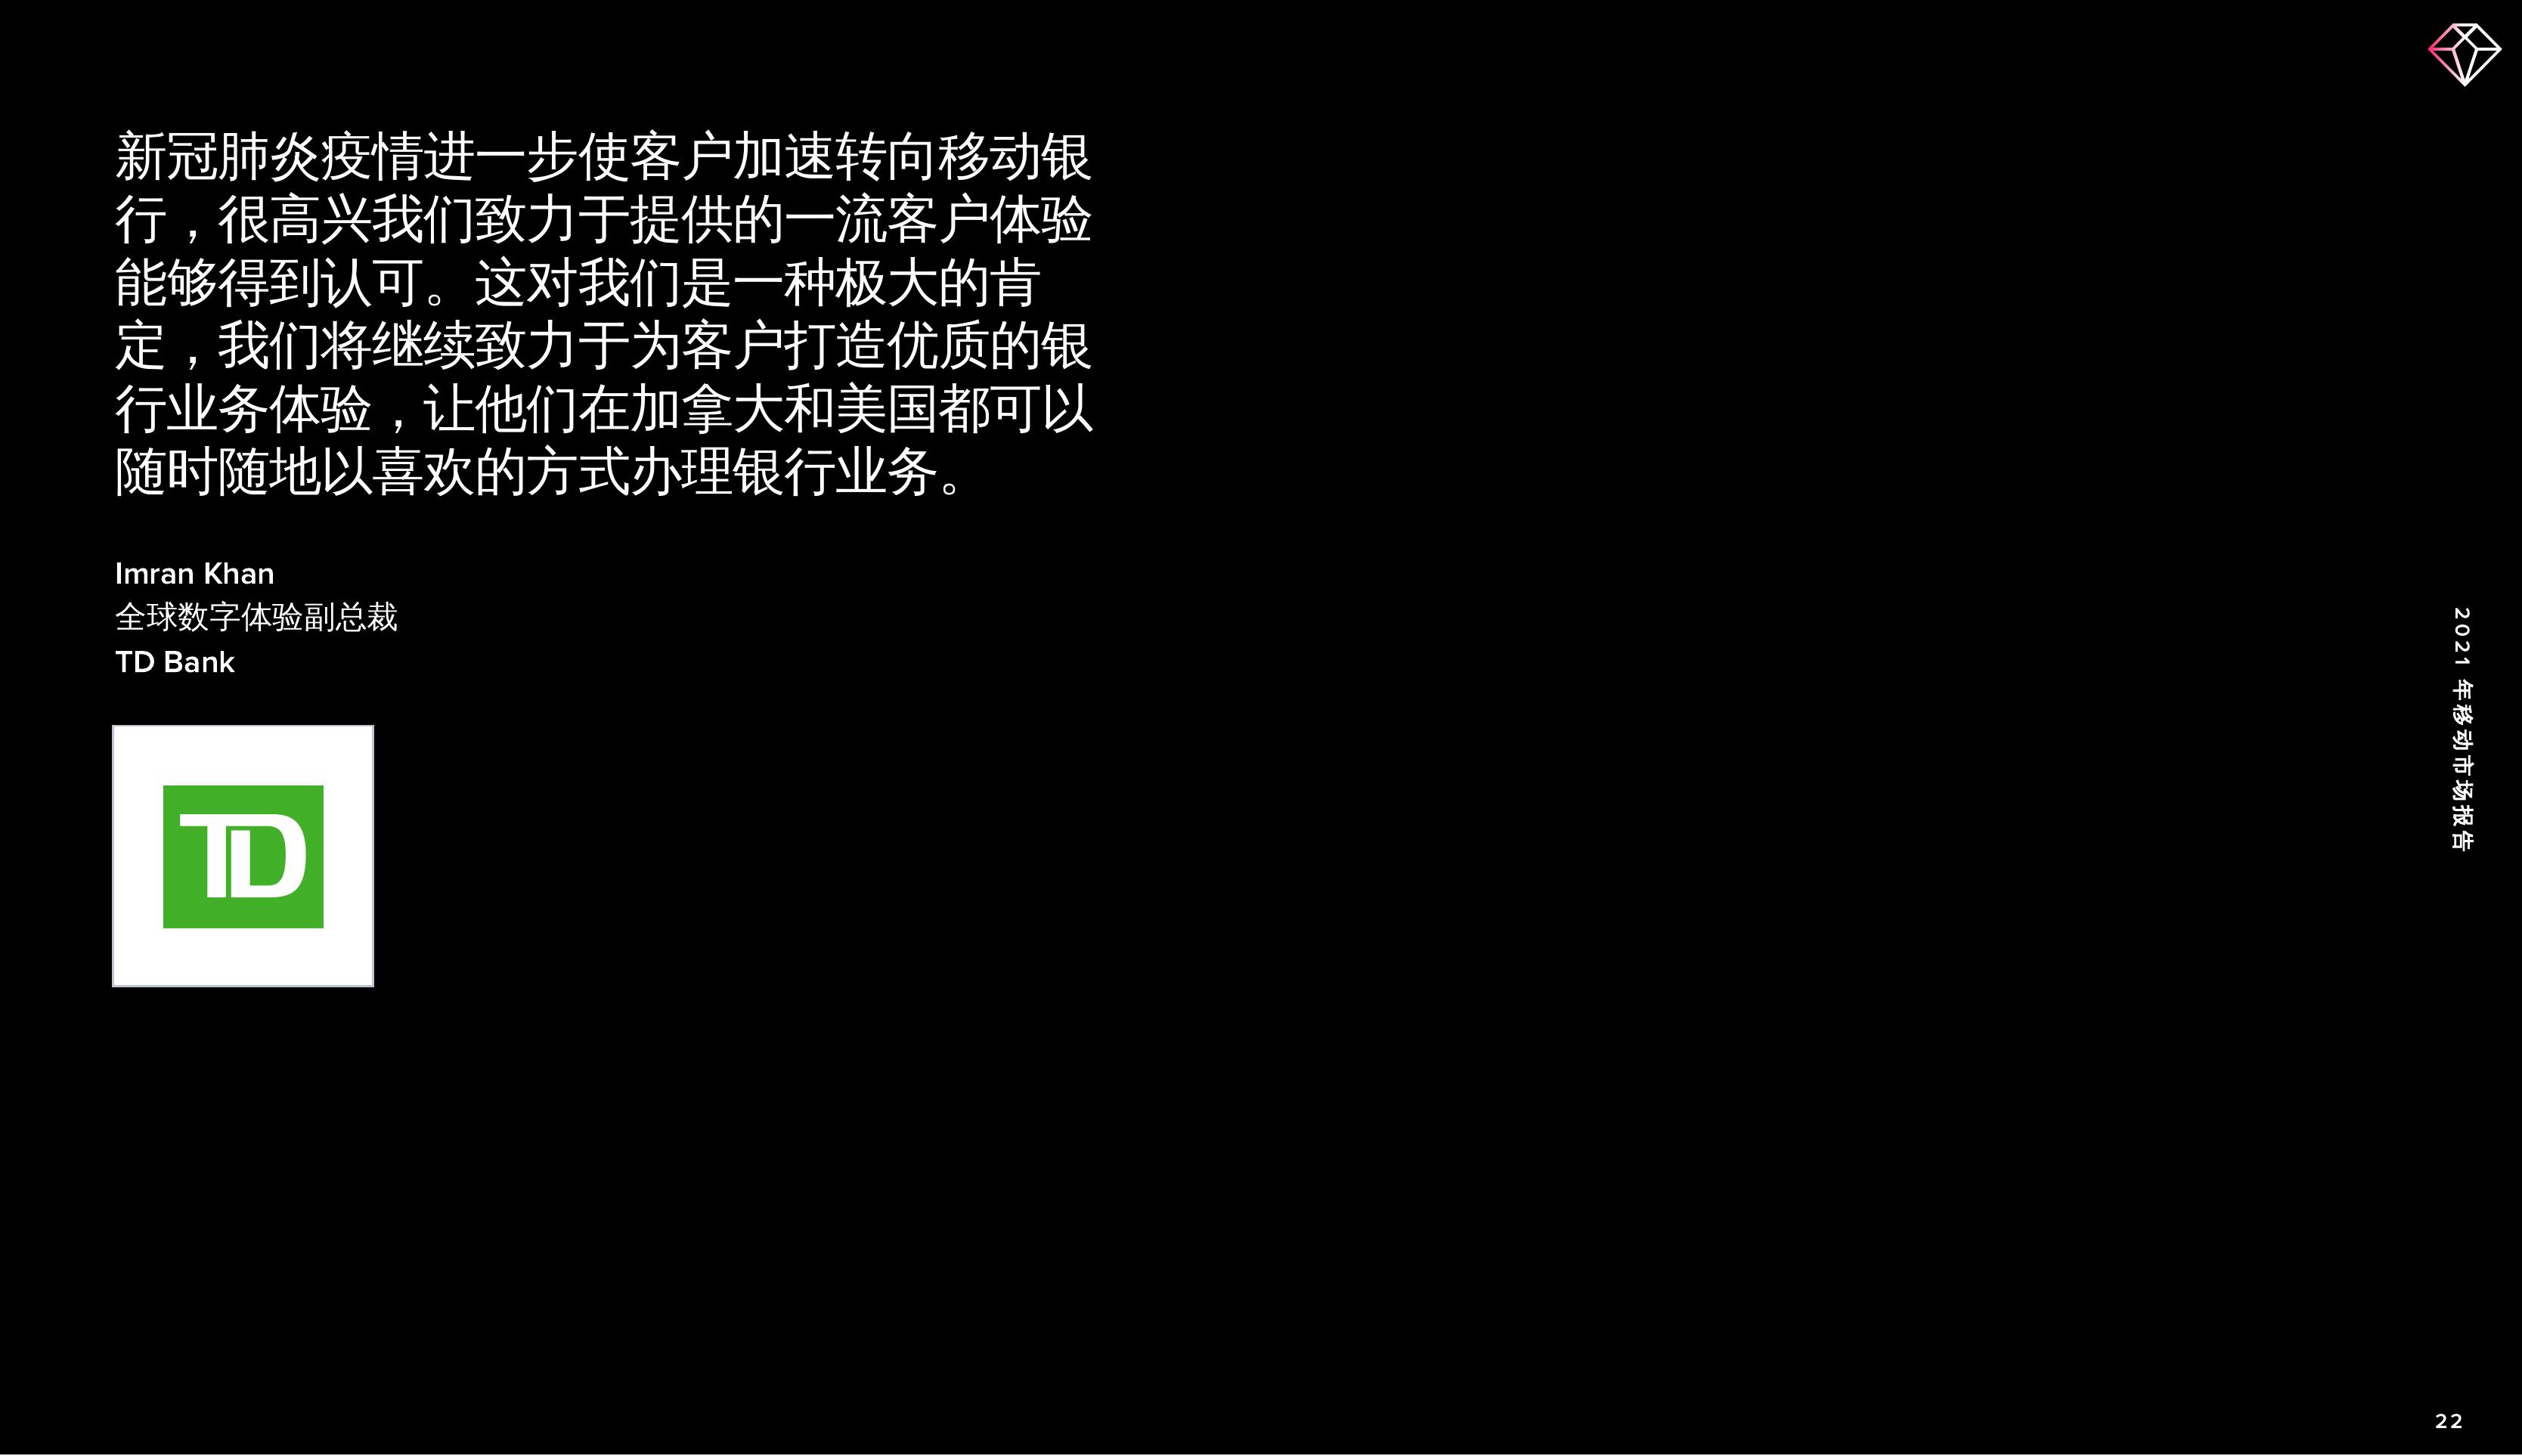 新冠肺炎疫情进一步使客户加速转向移动银
行，很高兴我们致力于提供的一流客户体验
能够得到认可。这对我们是一种极大的肯
定，我们将继续致力于为客户打造优质的银
行业务体验，让他们在加拿大和美国都可以
随时随地以喜欢的方式办理银行业务。
Imran Khan
全球数字体验副总裁
TD Bank
TD
2021 年移动市场报告
22